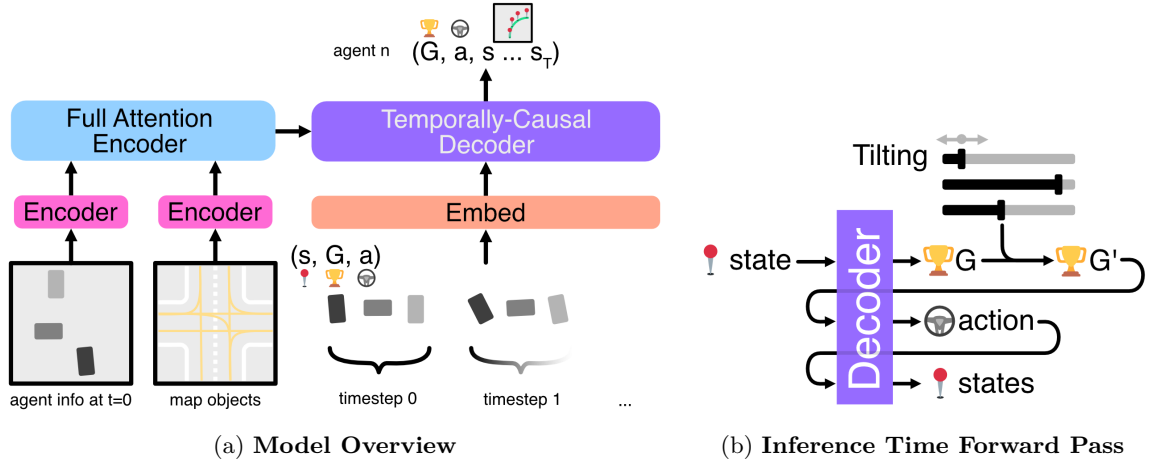 agent n
(G, a, s ... s_T)
Full Attention
Encoder
Temporally-Causal
Decoder
Encoder
Encoder
Embed
(s, G, a)
agent info at t=0
map objects
timestep 0
timestep 1
...
(a) Model Overview
Tilting
state
Decoder
G
G'
action
states
(b) Inference Time Forward Pass